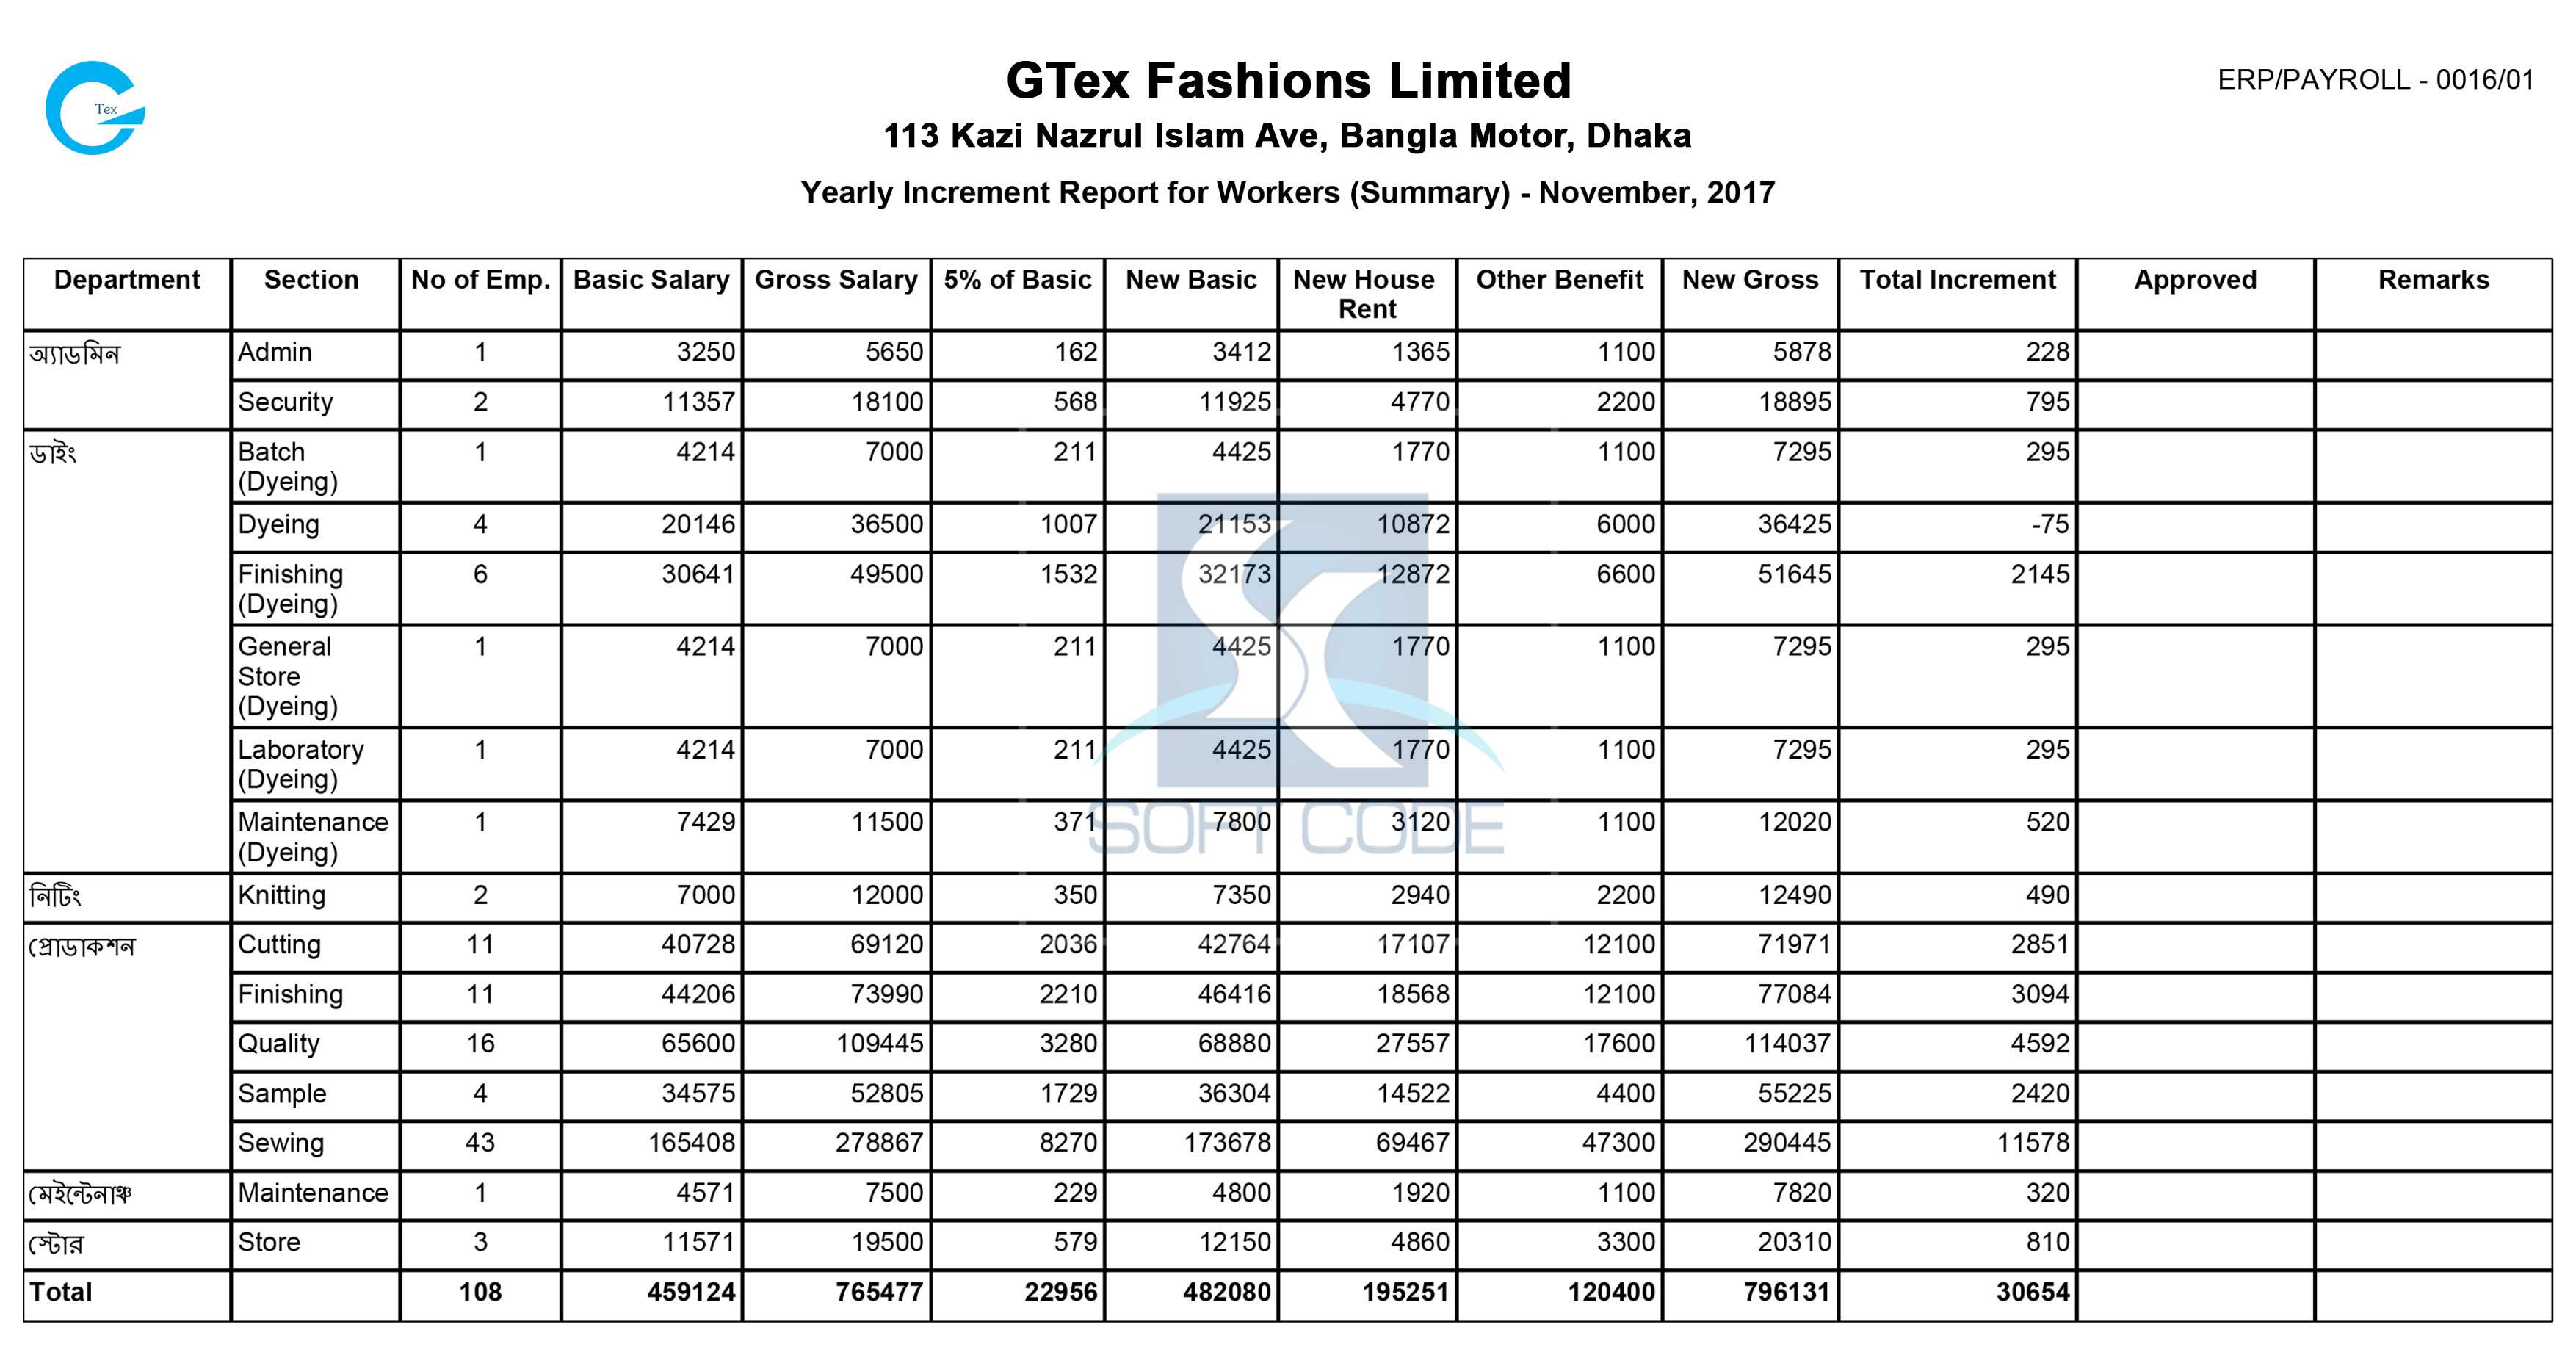 Tex
GTex Fashions Limited
ERP/PAYROLL - 0016/01
113 Kazi Nazrul Islam Ave, Bangla Motor, Dhaka
Yearly Increment Report for Workers (Summary) - November, 2017
Department Section No of Emp. Basic Salary Gross Salary 5% of Basic New Basic New House Other Benefit New Gross Total Increment Approved Remarks
Rent
অ্যাডমিন Admin 1 3250 5650 162 3412 1365 1100 5878 228
Security 2 11357 18100 568 11925 4770 2200 18895 795
ডাইং Batch 1 4214 7000 211 4425 1770 1100 7295 295
(Dyeing)
Dyeing 4 20146 36500 1007 21153 10872 6000 36425 -75
Finishing 6 30641 49500 1532 32173 12872 6600 51645 2145
(Dyeing)
General 1 4214 7000 211 4425 1770 1100 7295 295
Store
(Dyeing)
Laboratory 1 4214 7000 211 4425 1770 1100 7295 295
(Dyeing)
Maintenance 1 7429 11500 371 7800 3120 1100 12020 520
(Dyeing)
SOFT CODE
নিটিং Knitting 2 7000 12000 350 7350 2940 2200 12490 490
প্রোডাকশন Cutting 11 40728 69120 2036 42764 17107 12100 71971 2851
Finishing 11 44206 73990 2210 46416 18568 12100 77084 3094
Quality 16 65600 109445 3280 68880 27557 17600 114037 4592
Sample 4 34575 52805 1729 36304 14522 4400 55225 2420
Sewing 43 165408 278867 8270 173678 69467 47300 290445 11578
মেইন্টেনাঞ্চ Maintenance 1 4571 7500 229 4800 1920 1100 7820 320
স্টোর Store 3 11571 19500 579 12150 4860 3300 20310 810
Total 108 459124 765477 22956 482080 195251 120400 796131 30654